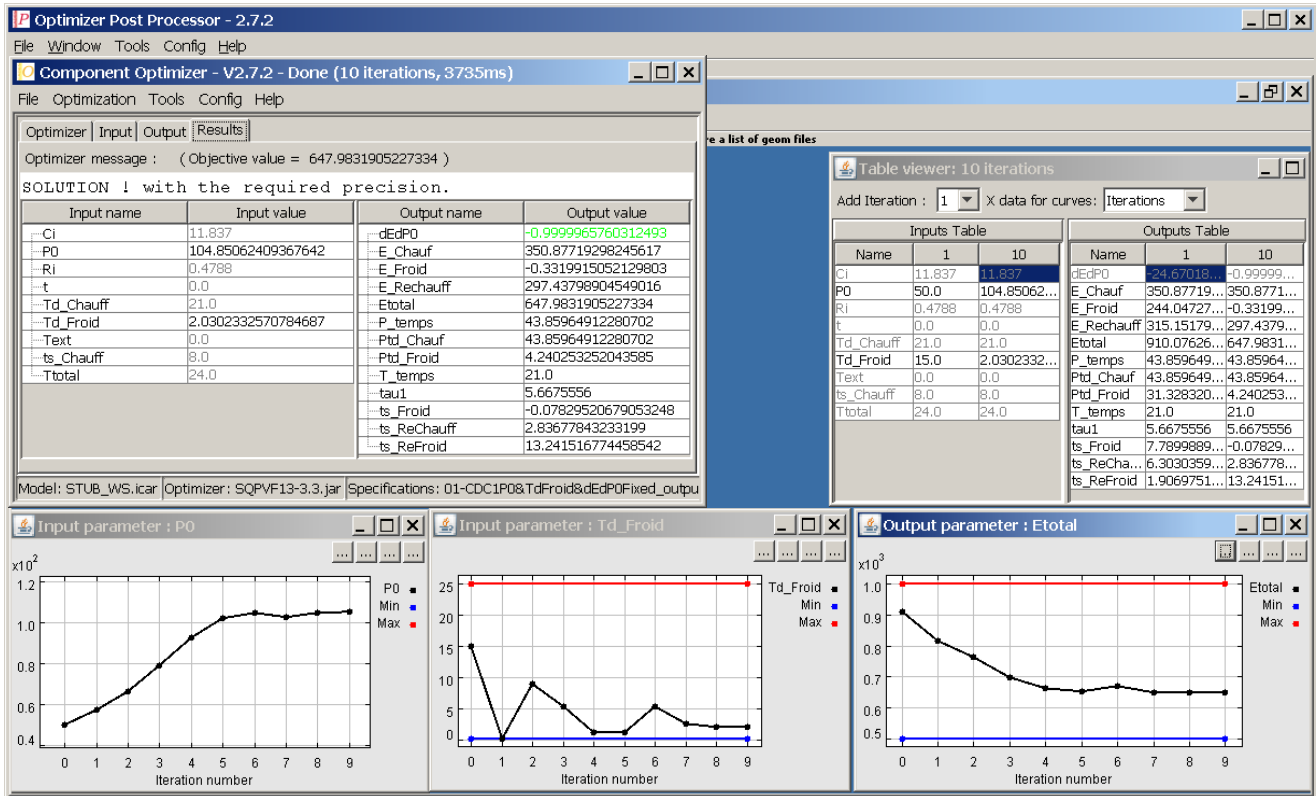 Optimizer Post Processor - 2.7.2
File Window Tools Config Help
Component Optimizer - V2.7.2 - Done (10 iterations, 3735ms)
File Optimization Tools Config Help
Optimizer Input Output Results
Optimizer message : ( Objective value = 647.9831905227334 )
SOLUTION ! with the required precision.
Input name Input value Output name Output value
Ci 11.837 dEdP0 -0.9999965760312493
P0 104.85062409367642 E_Chauf 350.87719298245617
Ri 0.4788 E_Froid -0.3319915052129803
t 0.0 E_Rechauff 297.43798904549016
Td_Chauff 21.0 Etotal 647.9831905227334
Td_Froid 2.0302332570784687 P_temps 43.85964912280702
Text 0.0 Ptd_Chauf 43.85964912280702
ts_Chauff 8.0 Ptd_Froid 4.240253252043585
Ttotal 24.0 T_temps 21.0
tau1 5.6675556
ts_Froid -0.07829520679053248
ts_ReChauff 2.83677843233199
ts_ReFroid 13.241516774458542
Model: STUB_WS.icar Optimizer: SQPVF13-3.3.jar Specifications: 01-CDC1P0&TdFroid&dEdP0Fixed_outpu
re a list of geom files
Table viewer: 10 iterations
Add Iteration : 1 X data for curves: Iterations
Inputs Table Outputs Table
Name 1 10 Name 1 10
Ci 11.837 11.837 dEdP0 -24.67018... -0.99999...
P0 50.0 104.85062... E_Chauf 350.87719... 350.8771...
Ri 0.4788 0.4788 E_Froid 244.04727... -0.33199...
t 0.0 0.0 E_Rechauff 315.15179... 297.4379...
Td_Chauff 21.0 21.0 Etotal 910.07626... 647.9831...
Td_Froid 15.0 2.0302332... P_temps 43.859649... 43.85964...
Text 0.0 0.0 Ptd_Chauf 43.859649... 43.85964...
ts_Chauff 8.0 8.0 Ptd_Froid 31.328320... 4.240253...
Ttotal 24.0 24.0 T_temps 21.0 21.0
tau1 5.6675556 5.6675556
ts_Froid 7.7899889... -0.07829...
ts_ReCha... 6.3030359... 2.836778...
ts_ReFroid 1.9069751... 13.24151...
Input parameter : P0
... ... ... ...
x10²
1.2
1.0
0.8
0.6
0.4
P0
Min
Max
0 1 2 3 4 5 6 7 8 9
Iteration number
Input parameter : Td_Froid
... ... ... ...
25
20
15
10
5
0
Td_Froid
Min
Max
0 1 2 3 4 5 6 7 8 9
Iteration number
Output parameter : Etotal
... ... ... ...
x10³
1.0
0.9
0.8
0.7
0.6
0.5
Etotal
Min
Max
0 1 2 3 4 5 6 7 8 9
Iteration number